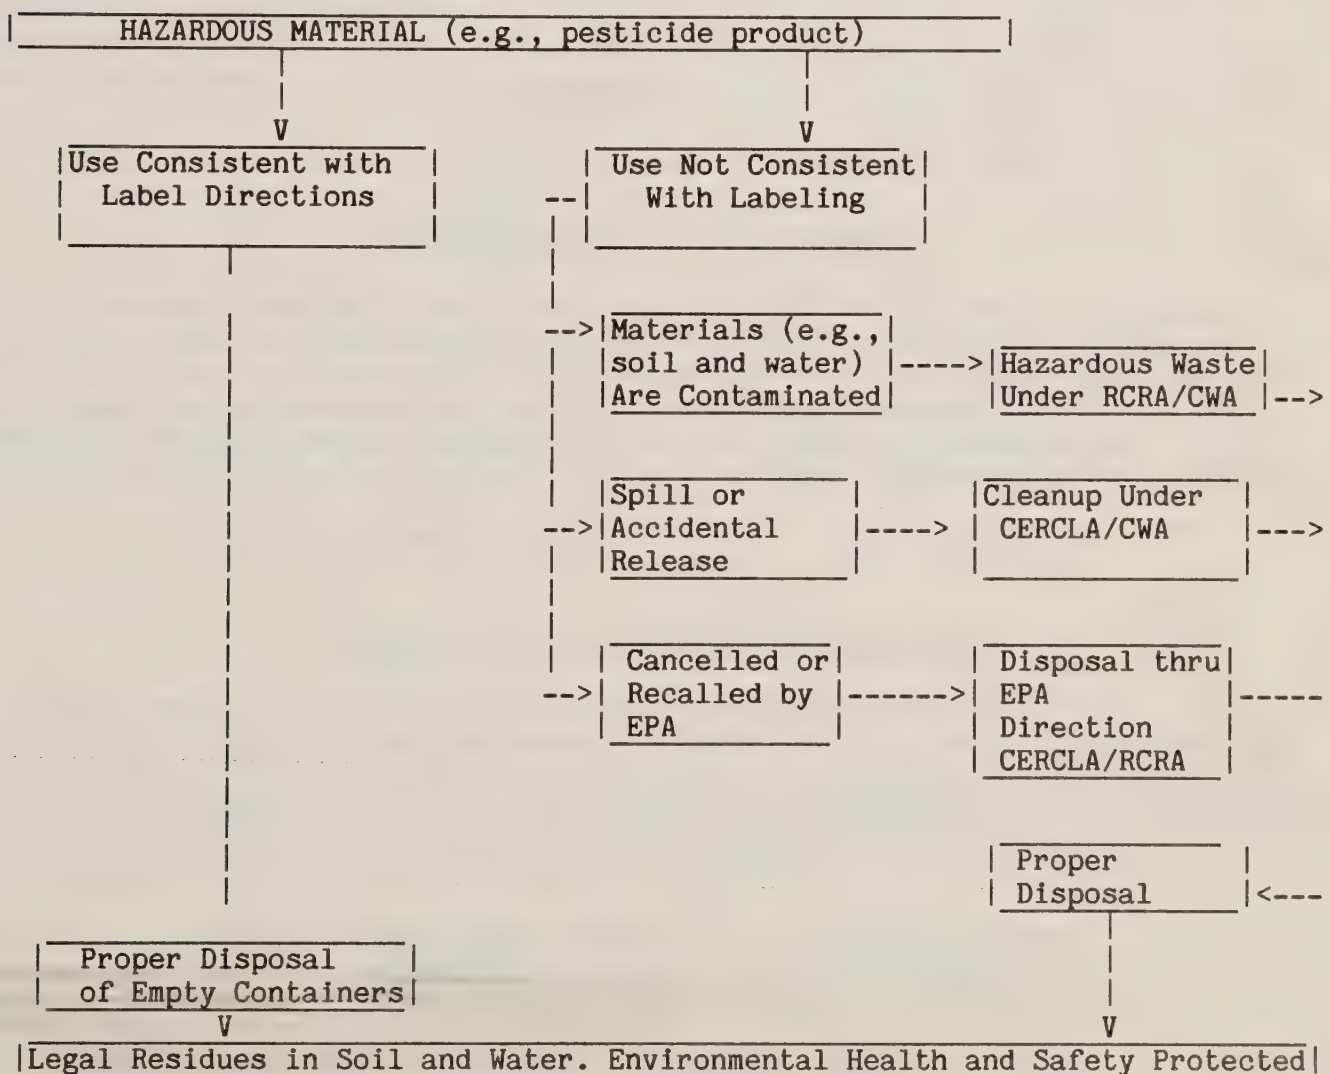 HAZARDOUS MATERIAL (e.g., pesticide product)
Use Consistent with
Label Directions
Use Not Consistent
With Labeling
Materials (e.g.,
soil and water)
Are Contaminated
Hazardous Waste
Under RCRA/CWA
Spill or
Accidental
Release
Cleanup Under
CERCLA/CWA
Cancelled or
Recalled by
EPA
Disposal thru
EPA
Direction
CERCLA/RCRA
Proper
Disposal
Proper Disposal
of Empty Containers
Legal Residues in Soil and Water. Environmental Health and Safety Protected